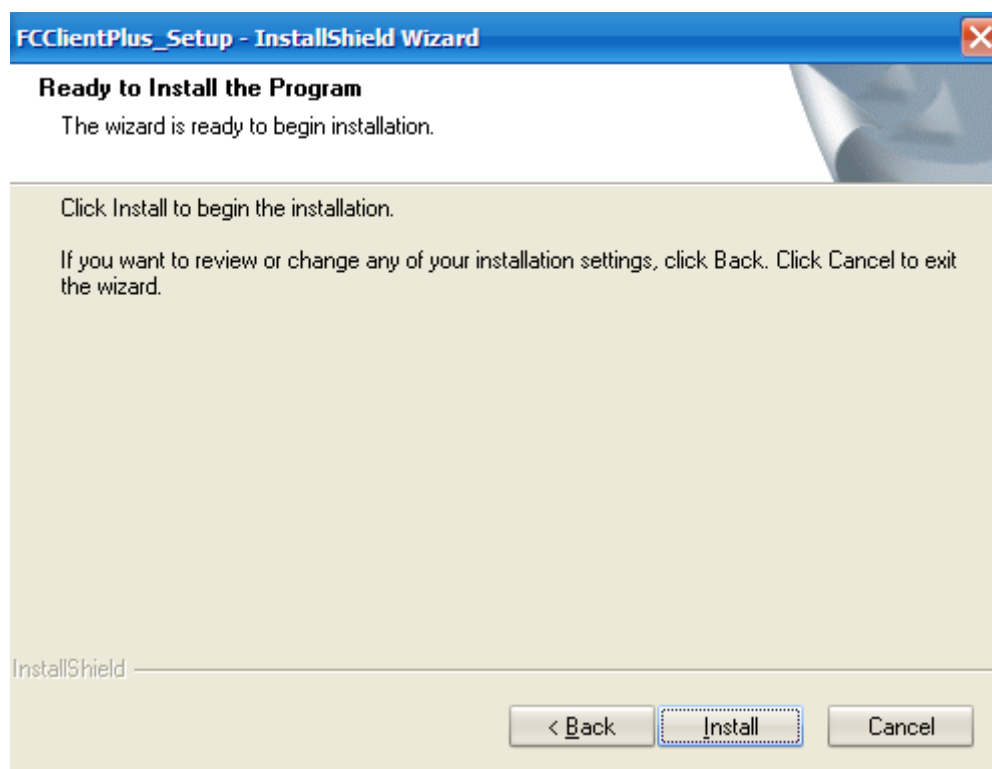 FCClientPlus_Setup - InstallShield Wizard
Ready to Install the Program
The wizard is ready to begin installation.
Click Install to begin the installation.
If you want to review or change any of your installation settings, click Back. Click Cancel to exit
the wizard.
InstallShield
< Back Install Cancel